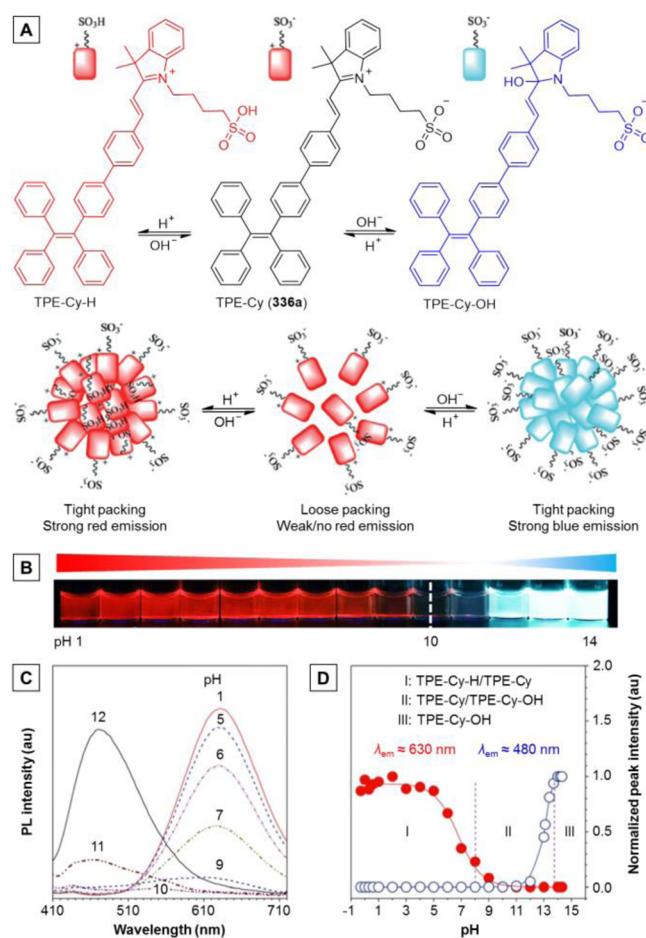 A
SO₃H
SO₃⁻
SO₃⁻
N⁺
N⁺
HO
N
OH
S
O
O
O⁻
S
O
O
O⁻
S
O
O
H⁺
OH⁻
OH⁻
H⁺
TPE-Cy-H
TPE-Cy (336a)
TPE-Cy-OH
H⁺
OH⁻
OH⁻
H⁺
Tight packing
Strong red emission
Loose packing
Weak/no red emission
Tight packing
Strong blue emission
B
pH 1
10
14
C
PL intensity (au)
pH
1
5
6
7
9
10
11
12
410
510
610
710
Wavelength (nm)
D
I: TPE-Cy-H/TPE-Cy
II: TPE-Cy/TPE-Cy-OH
III: TPE-Cy-OH
λem ≈ 630 nm
λem ≈ 480 nm
I
II
III
2.0
1.5
1.0
0.5
0.0
Normalized peak intensity (au)
-1
1
3
5
7
9
11
13
15
pH